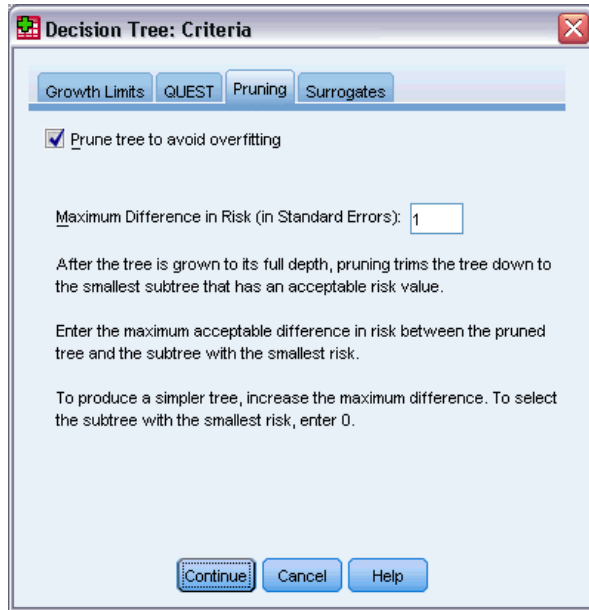 Decision Tree: Criteria
Growth Limits QUEST Pruning Surrogates
Prune tree to avoid overfitting
Maximum Difference in Risk (in Standard Errors): 1
After the tree is grown to its full depth, pruning trims the tree down to
the smallest subtree that has an acceptable risk value.
Enter the maximum acceptable difference in risk between the pruned
tree and the subtree with the smallest risk.
To produce a simpler tree, increase the maximum difference. To select
the subtree with the smallest risk, enter 0.
Continue Cancel Help